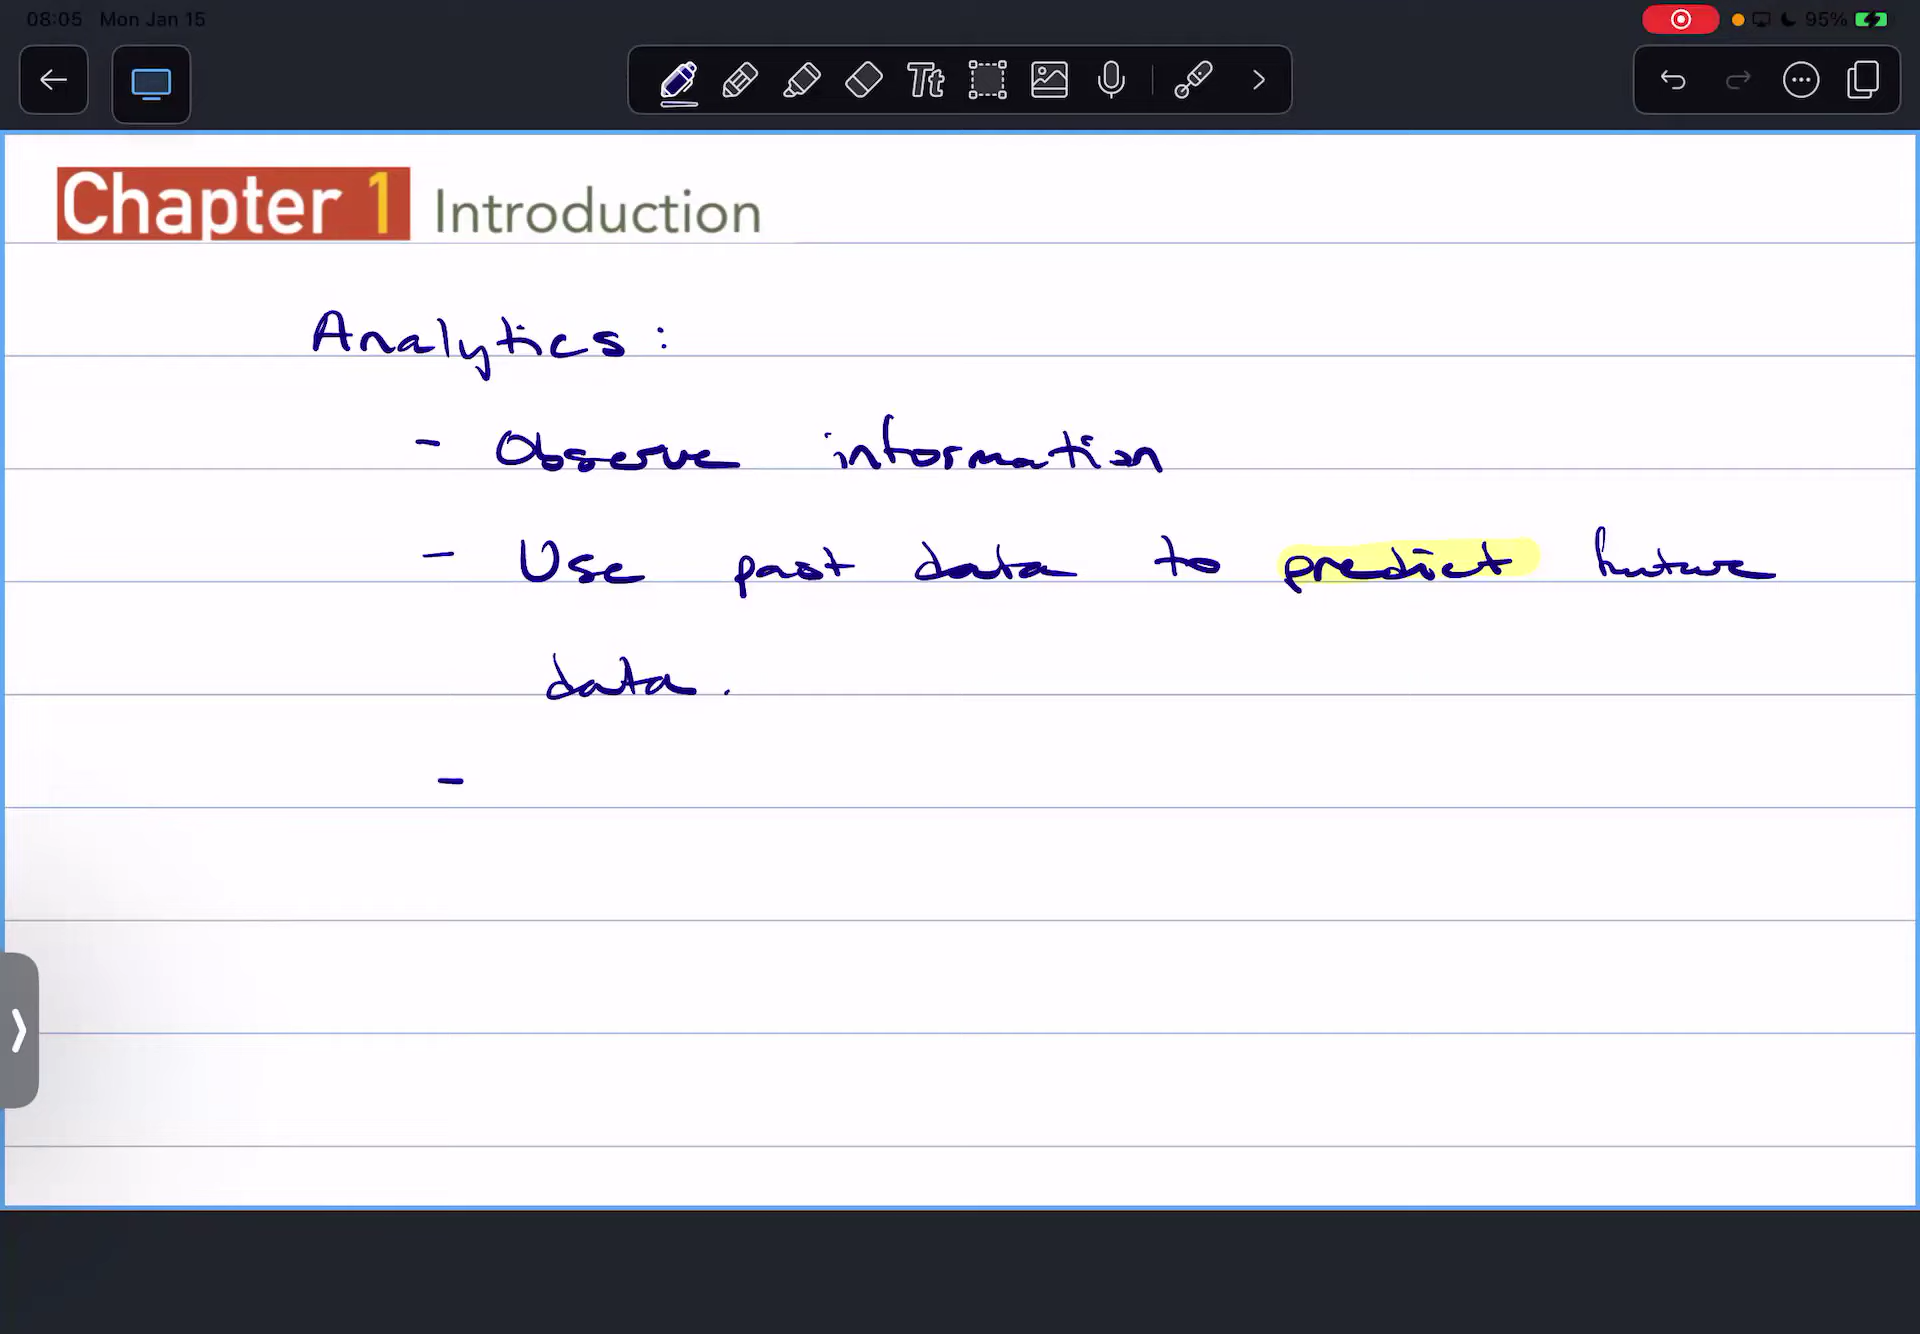 08:05 Mon Jan 15 95%
Tt
Chapter 1 Introduction
Analytics:
- Observe information
- Use past data to predict future
data.
-